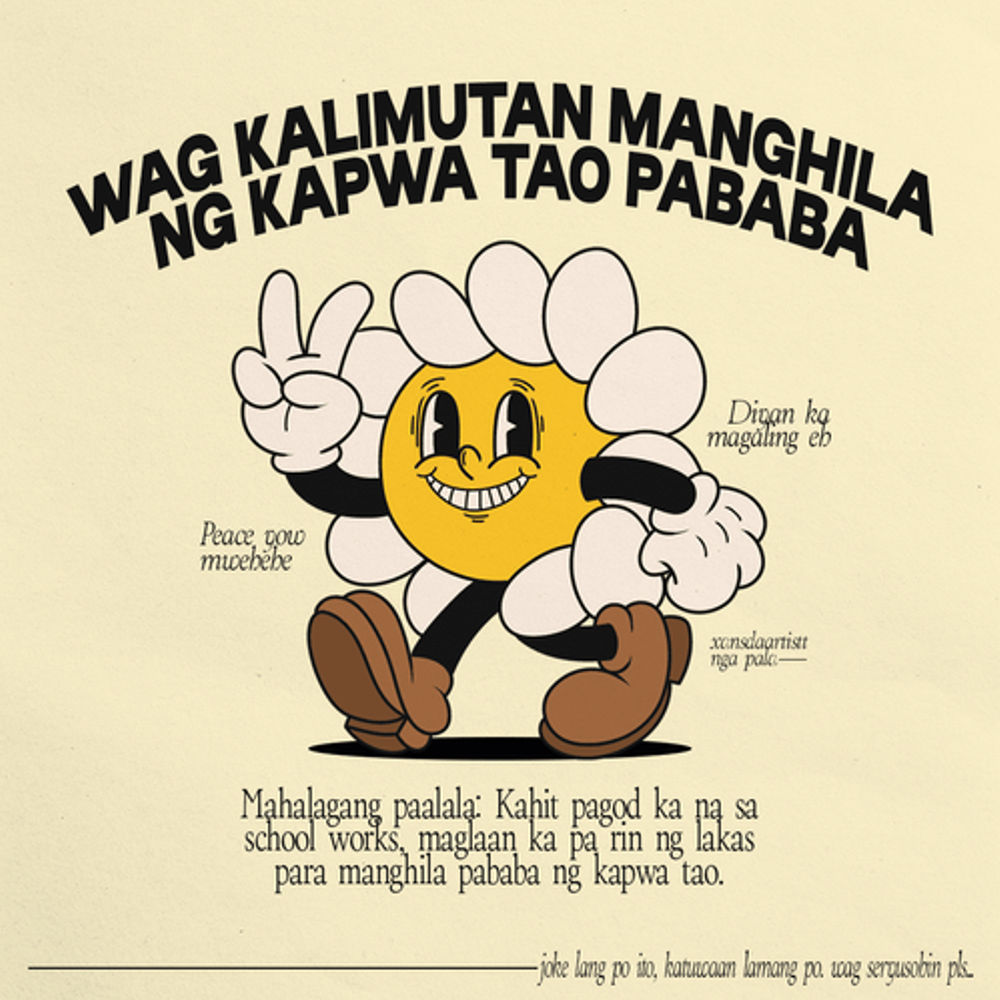 WAG KALIMUTAN MANGHILA
NG KAPWA TAO PABABA
Divan ka
magaling eh
Peace yow
mwehehe
xansdaartistt
nga pala—
Mahalagang paalala: Kahit pagod ka na sa
school works, maglaan ka pa rin ng lakas
para manghila pababa ng kapwa tao.
joke lang po ito, katuwaan lamang po. wag seryusohin pls..